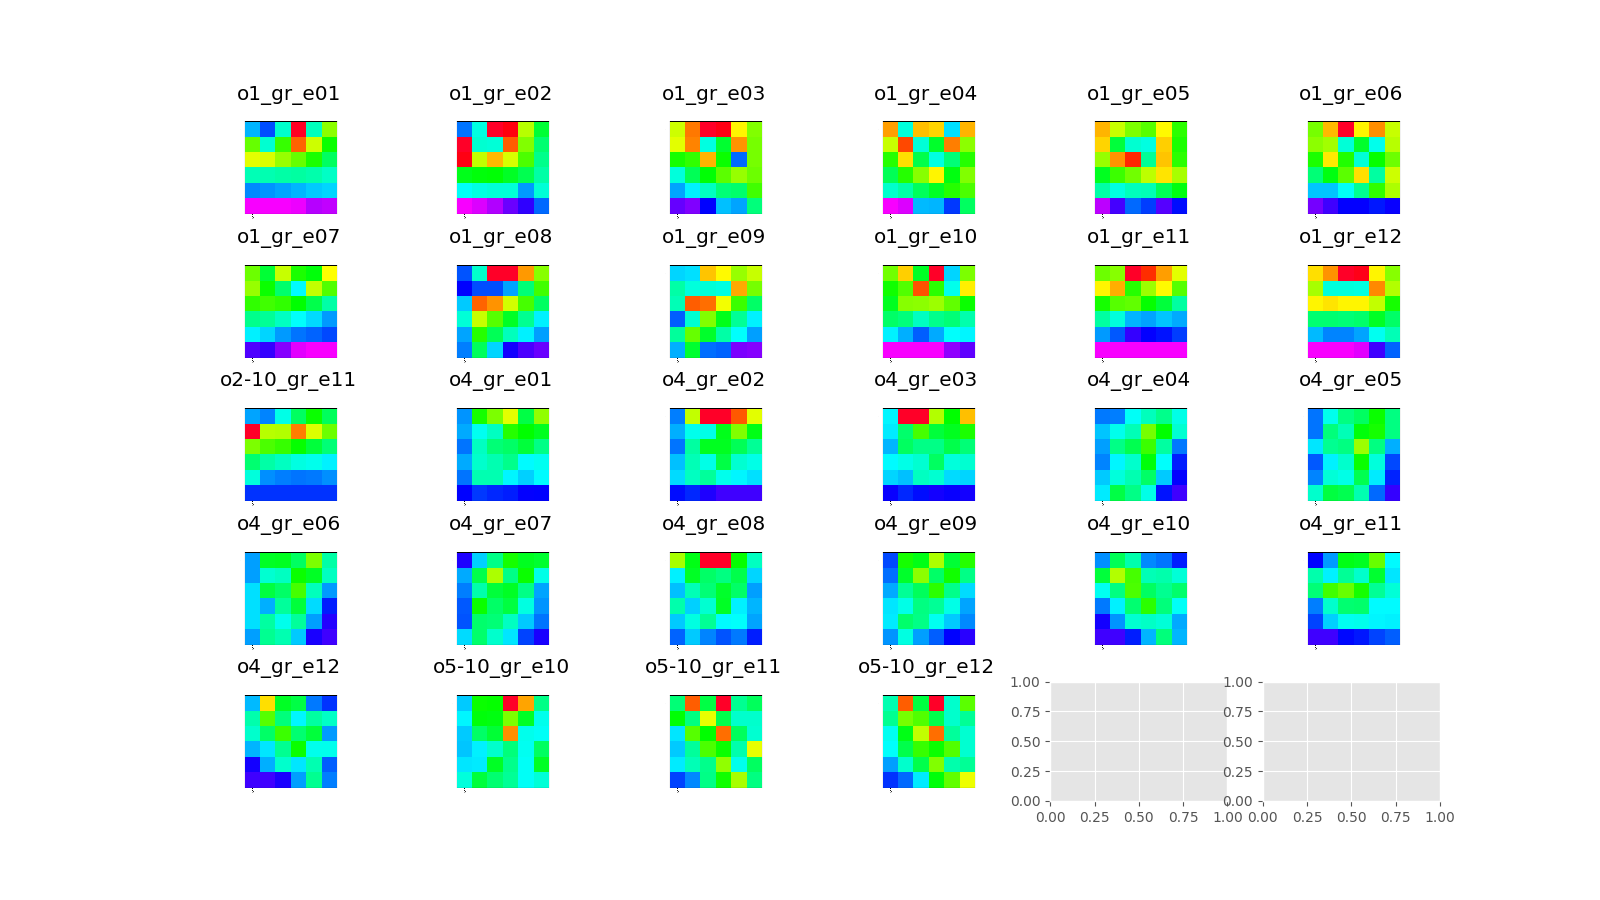 o1_gr_e01 o1_gr_e02 o1_gr_e03 o1_gr_e04 o1_gr_e05 o1_gr_e06
o1_gr_e07 o1_gr_e08 o1_gr_e09 o1_gr_e10 o1_gr_e11 o1_gr_e12
o2-10_gr_e11 o4_gr_e01 o4_gr_e02 o4_gr_e03 o4_gr_e04 o4_gr_e05
o4_gr_e06 o4_gr_e07 o4_gr_e08 o4_gr_e09 o4_gr_e10 o4_gr_e11
o4_gr_e12 o5-10_gr_e10 o5-10_gr_e11 o5-10_gr_e12
1.00 1.00
0.75 0.75
0.50 0.50
0.25 0.25
0.00 0.00
0.00 0.25 0.50 0.75 1.00 0.00 0.25 0.50 0.75 1.00